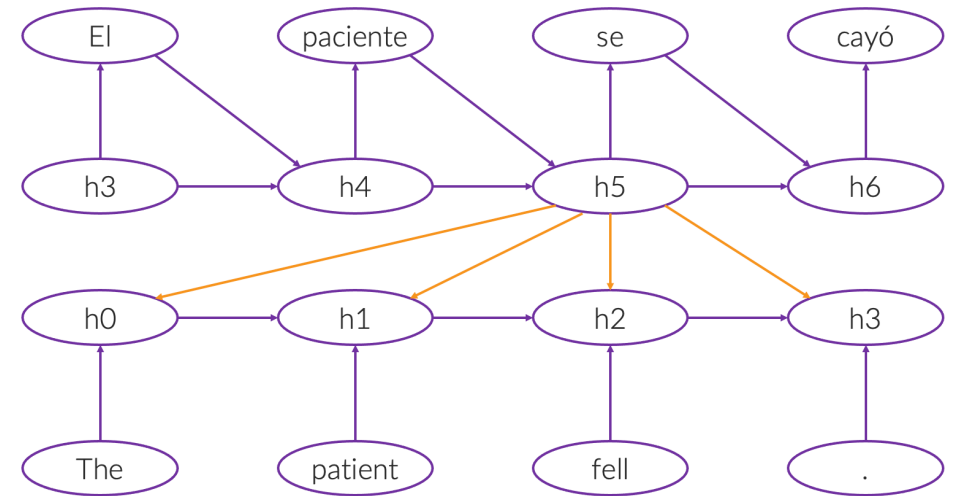 El paciente se cayó
h3 h4 h5 h6
h0 h1 h2 h3
The patient fell .